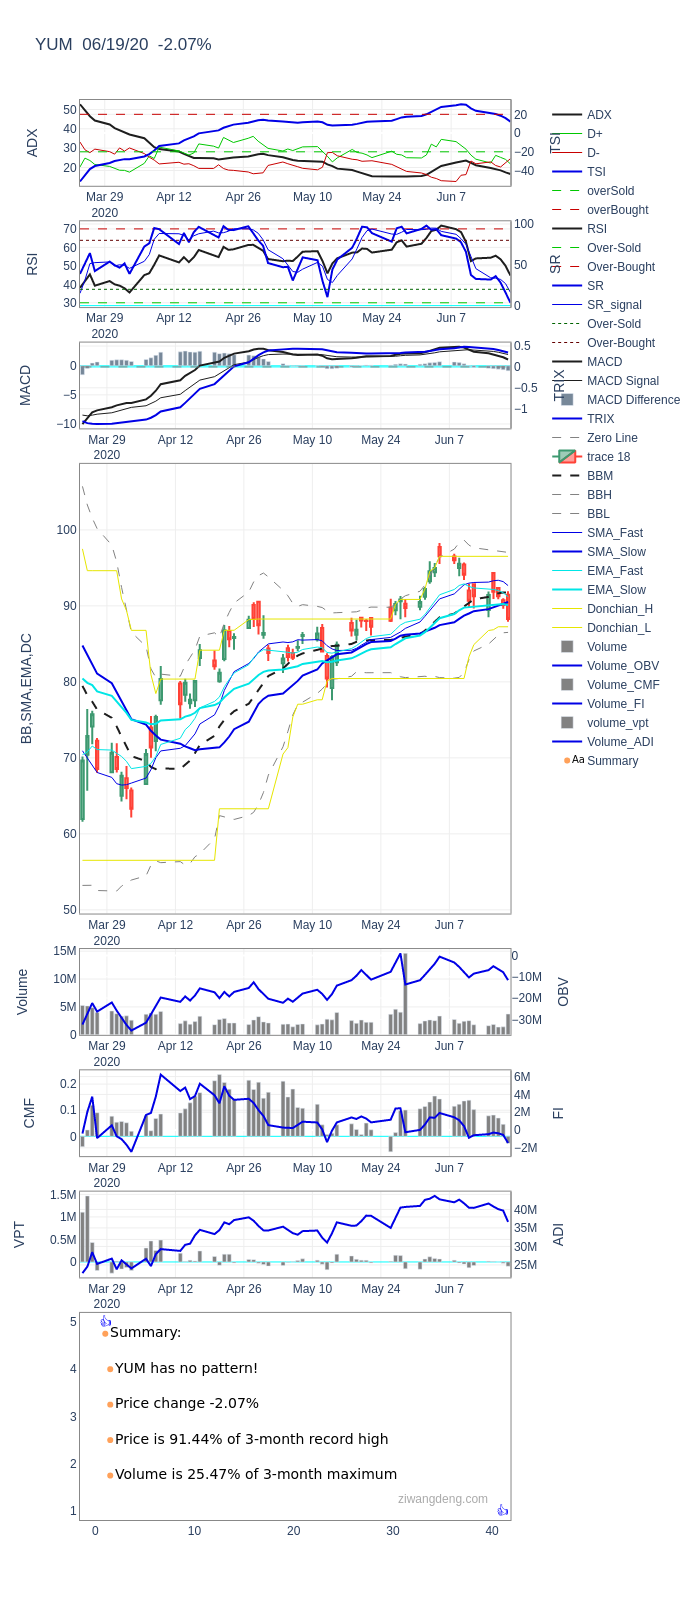 YUM 06/19/20 -2.07%
ADX
50
40
30
20
20
0
−20
−40
TSI
Mar 29
2020
Apr 12
Apr 26
May 10
May 24
Jun 7
RSI
70
60
50
40
30
100
50
0
SR
Mar 29
2020
Apr 12
Apr 26
May 10
May 24
Jun 7
MACD
0
−5
−10
0.5
0
−0.5
−1
TRIX
Mar 29
2020
Apr 12
Apr 26
May 10
May 24
Jun 7
BB,SMA,EMA,DC
100
90
80
70
60
50
Mar 29
2020
Apr 12
Apr 26
May 10
May 24
Jun 7
Volume
15M
10M
5M
0
0
−10M
−20M
−30M
OBV
Mar 29
2020
Apr 12
Apr 26
May 10
May 24
Jun 7
CMF
0.2
0.1
0
6M
4M
2M
0
−2M
FI
Mar 29
2020
Apr 12
Apr 26
May 10
May 24
Jun 7
VPT
1.5M
1M
0.5M
0
40M
35M
30M
25M
ADI
Mar 29
2020
Apr 12
Apr 26
May 10
May 24
Jun 7
5
4
3
2
1
Summary:
YUM has no pattern!
Price change -2.07%
Price is 91.44% of 3-month record high
Volume is 25.47% of 3-month maximum
ziwangdeng.com
0
10
20
30
40
ADX
D+
D-
TSI
overSold
overBought
RSI
Over-Sold
Over-Bought
SR
SR_signal
Over-Sold
Over-Bought
MACD
MACD Signal
MACD Difference
TRIX
Zero Line
trace 18
BBM
BBH
BBL
SMA_Fast
SMA_Slow
EMA_Fast
EMA_Slow
Donchian_H
Donchian_L
Volume
Volume_OBV
Volume_CMF
Volume_FI
volume_vpt
Volume_ADI
Aa Summary